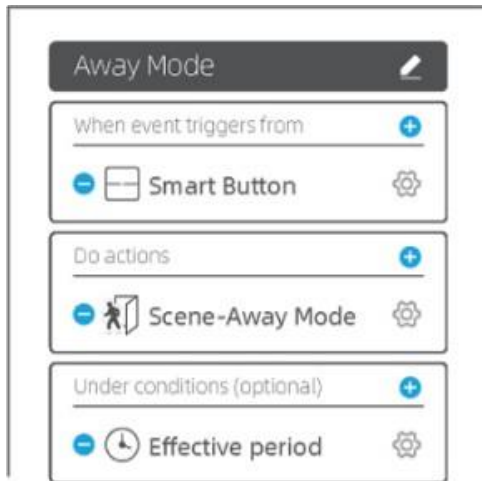 Away Mode
When event triggers from
Smart Button
Do actions
Scene-Away Mode
Under conditions (optional)
Effective period